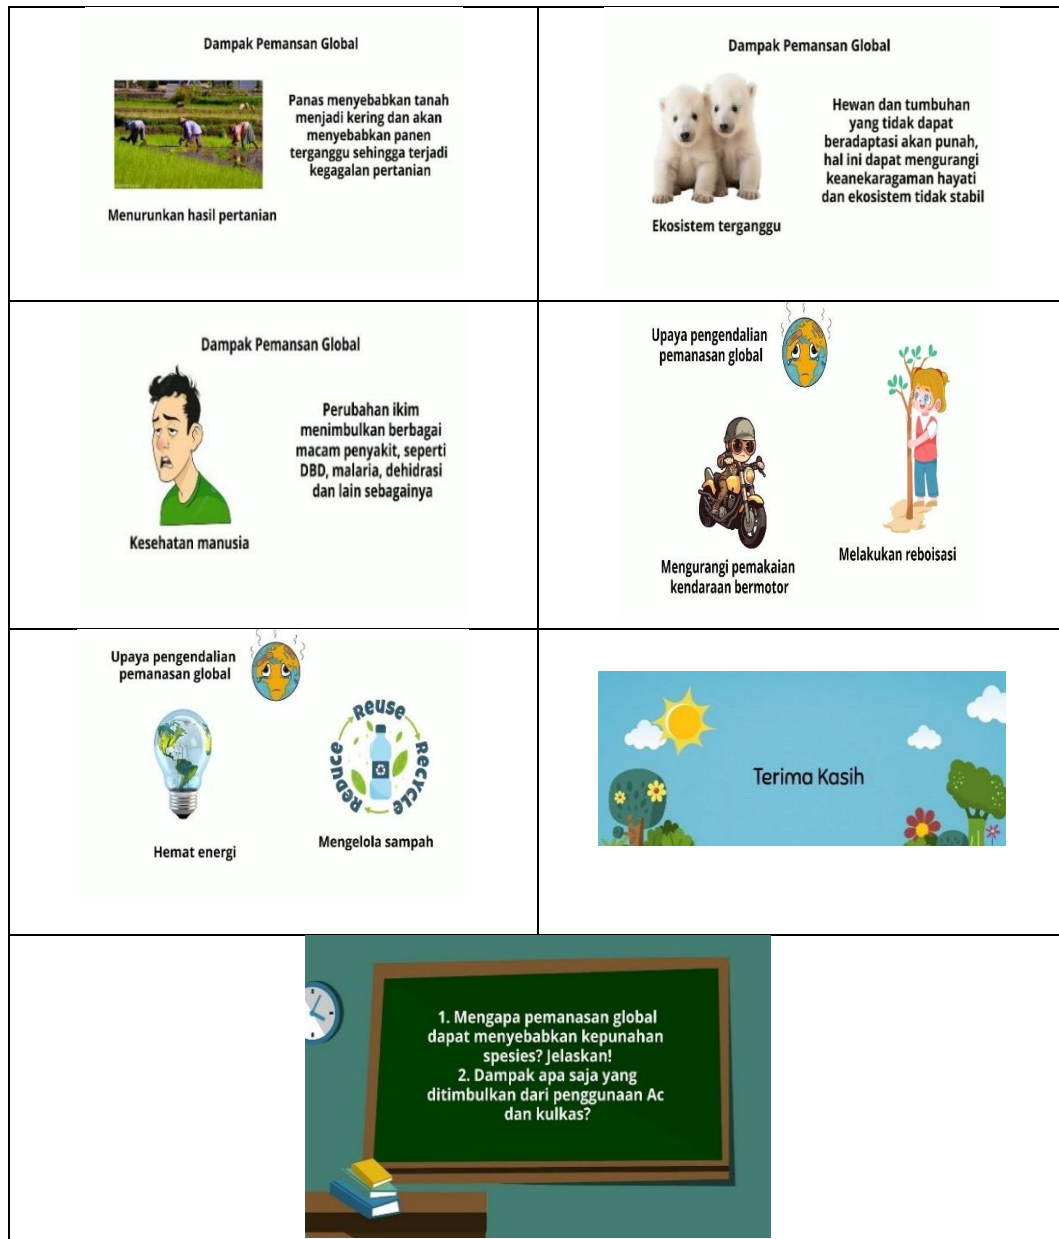 Dampak Pemansan Global
Panas menyebabkan tanah
menjadi kering dan akan
menyebabkan panen
terganggu sehingga terjadi
kegagalan pertanian
Menurunkan hasil pertanian
Dampak Pemansan Global
Hewan dan tumbuhan
yang tidak dapat
beradaptasi akan punah,
hal ini dapat mengurangi
keanekaragaman hayati
dan ekosistem tidak stabil
Ekosistem terganggu
Dampak Pemansan Global
Perubahan ikim
menimbulkan berbagai
macam penyakit, seperti
DBD, malaria, dehidrasi
dan lain sebagainya
Kesehatan manusia
Upaya pengendalian
pemanasan global
Mengurangi pemakaian
kendaraan bermotor
Melakukan reboisasi
Upaya pengendalian
pemanasan global
Reduce
Reuse
Recycle
Hemat energi
Mengelola sampah
Terima Kasih
1. Mengapa pemanasan global
dapat menyebabkan kepunahan
spesies? Jelaskan!
2. Dampak apa saja yang
ditimbulkan dari penggunaan Ac
dan kulkas?